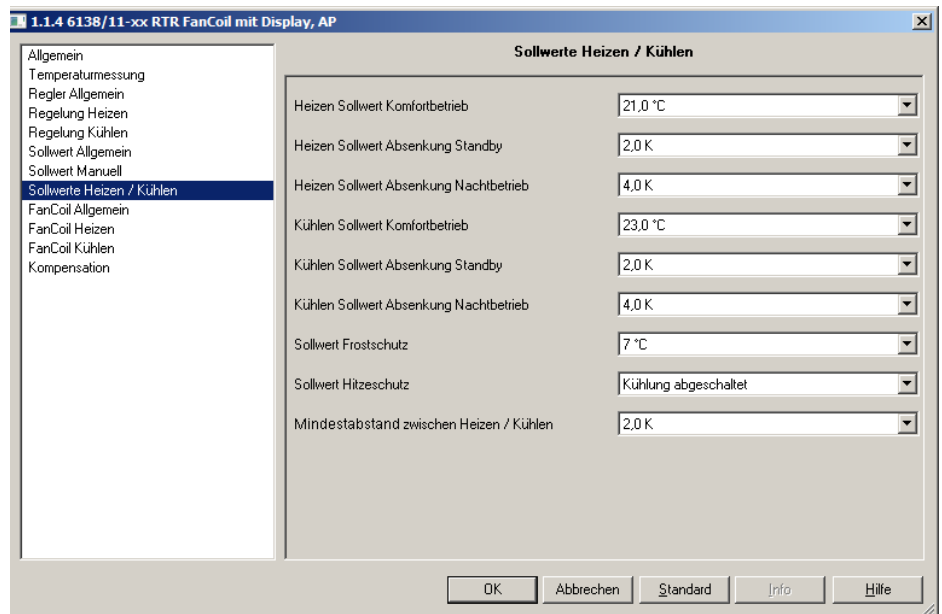 1.1.4 6138/11-xx RTR FanCoil mit Display, AP
Allgemein
Temperaturmessung
Regler Allgemein
Regelung Heizen
Regelung Kühlen
Sollwert Allgemein
Sollwert Manuell
Sollwerte Heizen / Kühlen
FanCoil Allgemein
FanCoil Heizen
FanCoil Kühlen
Kompensation
Sollwerte Heizen / Kühlen
Heizen Sollwert Komfortbetrieb 21,0 °C
Heizen Sollwert Absenkung Standby 2,0 K
Heizen Sollwert Absenkung Nachtbetrieb 4,0 K
Kühlen Sollwert Komfortbetrieb 23,0 °C
Kühlen Sollwert Absenkung Standby 2,0 K
Kühlen Sollwert Absenkung Nachtbetrieb 4,0 K
Sollwert Frostschutz 7 °C
Sollwert Hitzeschutz Kühlung abgeschaltet
Mindestabstand zwischen Heizen / Kühlen 2,0 K
OK Abbrechen Standard Info Hilfe